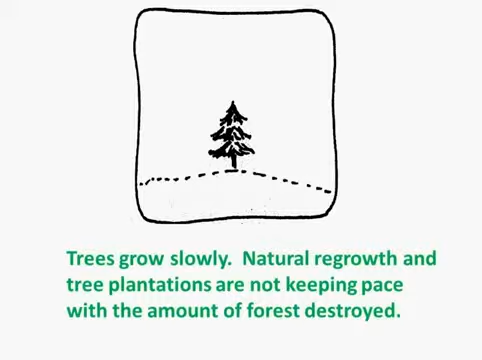 Trees grow slowly.  Natural regrowth and
tree plantations are not keeping pace
with the amount of forest destroyed.